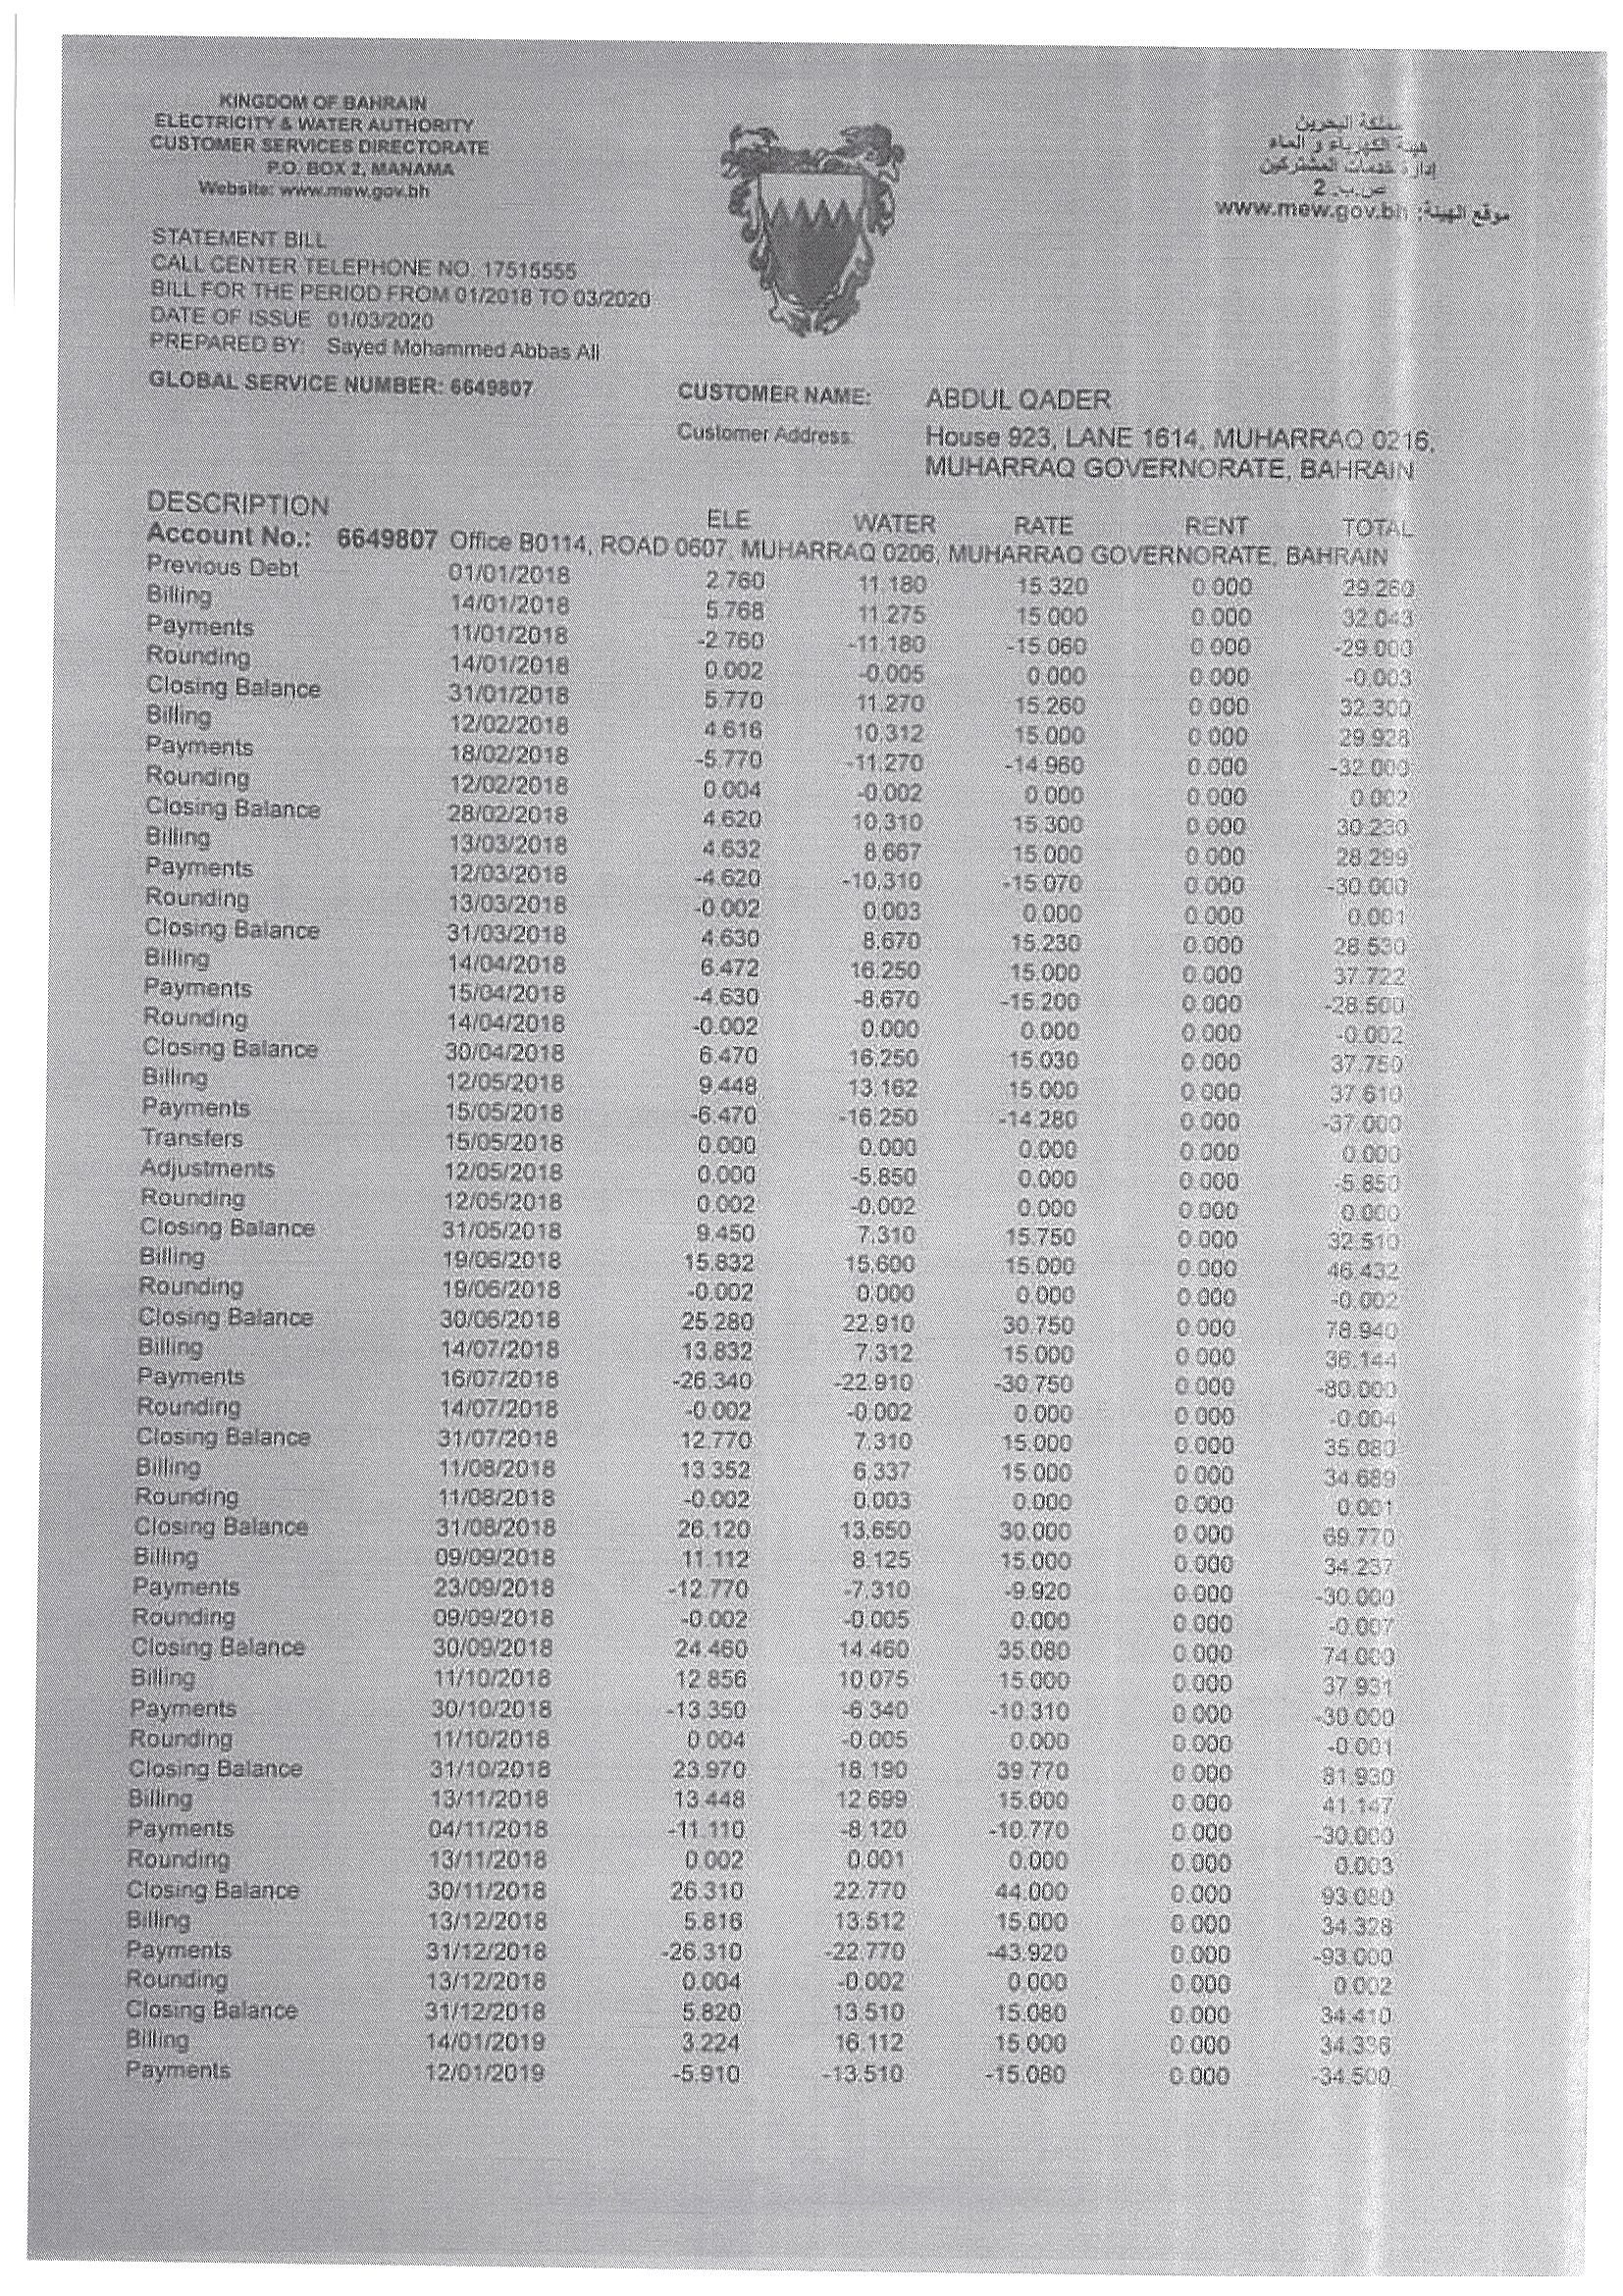 KINGDOM OF BAHRAIN
ELECTRICITY & WATER AUTHORITY
CUSTOMER SERVICES DIRECTORATE
P.O. BOX 2, MANAMA
Website: www.mew.gov.bh
مملكة البحرين
هيئة الكهرباء و الماء
إدارة خدمات المشتركين
ص.ب. 2
موقع الهيئة: www.mew.gov.bh
STATEMENT BILL
CALL CENTER TELEPHONE NO. 17515555
BILL FOR THE PERIOD FROM 01/2018 TO 03/2020
DATE OF ISSUE 01/03/2020
PREPARED BY: Sayed Mohammed Abbas Ali
GLOBAL SERVICE NUMBER: 6649807 CUSTOMER NAME: ABDUL QADER
Customer Address: House 923, LANE 1614, MUHARRAQ 0216,
MUHARRAQ GOVERNORATE, BAHRAIN
DESCRIPTION ELE WATER RATE RENT TOTAL
Account No.: 6649807 Office B0114, ROAD 0607, MUHARRAQ 0206, MUHARRAQ GOVERNORATE, BAHRAIN
Previous Debt 01/01/2018 2.760 11.180 15.320 0.000 29.260
Billing 14/01/2018 5.768 11.275 15.000 0.000 32.043
Payments 11/01/2018 -2.760 -11.180 -15.060 0.000 -29.000
Rounding 14/01/2018 0.002 -0.005 0.000 0.000 -0.003
Closing Balance 31/01/2018 5.770 11.270 15.260 0.000 32.300
Billing 12/02/2018 4.616 10.312 15.000 0.000 29.928
Payments 18/02/2018 -5.770 -11.270 -14.960 0.000 -32.000
Rounding 12/02/2018 0.004 -0.002 0.000 0.000 0.002
Closing Balance 28/02/2018 4.620 10.310 15.300 0.000 30.230
Billing 13/03/2018 4.632 8.667 15.000 0.000 28.299
Payments 12/03/2018 -4.620 -10.310 -15.070 0.000 -30.000
Rounding 13/03/2018 -0.002 0.003 0.000 0.000 0.001
Closing Balance 31/03/2018 4.630 8.670 15.230 0.000 28.530
Billing 14/04/2018 6.472 16.250 15.000 0.000 37.722
Payments 15/04/2018 -4.630 -8.670 -15.200 0.000 -28.500
Rounding 14/04/2018 -0.002 0.000 0.000 0.000 -0.002
Closing Balance 30/04/2018 6.470 16.250 15.030 0.000 37.750
Billing 12/05/2018 9.448 13.162 15.000 0.000 37.610
Payments 15/05/2018 -6.470 -16.250 -14.280 0.000 -37.000
Transfers 15/05/2018 0.000 0.000 0.000 0.000 0.000
Adjustments 12/05/2018 0.000 -5.850 0.000 0.000 -5.850
Rounding 12/05/2018 0.002 -0.002 0.000 0.000 0.000
Closing Balance 31/05/2018 9.450 7.310 15.750 0.000 32.510
Billing 19/06/2018 15.832 15.600 15.000 0.000 46.432
Rounding 19/06/2018 -0.002 0.000 0.000 0.000 -0.002
Closing Balance 30/06/2018 25.280 22.910 30.750 0.000 78.940
Billing 14/07/2018 13.832 7.312 15.000 0.000 36.144
Payments 16/07/2018 -26.340 -22.910 -30.750 0.000 -80.000
Rounding 14/07/2018 -0.002 -0.002 0.000 0.000 -0.004
Closing Balance 31/07/2018 12.770 7.310 15.000 0.000 35.080
Billing 11/08/2018 13.352 6.337 15.000 0.000 34.689
Rounding 11/08/2018 -0.002 0.003 0.000 0.000 0.001
Closing Balance 31/08/2018 26.120 13.650 30.000 0.000 69.770
Billing 09/09/2018 11.112 8.125 15.000 0.000 34.237
Payments 23/09/2018 -12.770 -7.310 -9.920 0.000 -30.000
Rounding 09/09/2018 -0.002 -0.005 0.000 0.000 -0.007
Closing Balance 30/09/2018 24.460 14.460 35.080 0.000 74.000
Billing 11/10/2018 12.856 10.075 15.000 0.000 37.931
Payments 30/10/2018 -13.350 -6.340 -10.310 0.000 -30.000
Rounding 11/10/2018 0.004 -0.005 0.000 0.000 -0.001
Closing Balance 31/10/2018 23.970 18.190 39.770 0.000 81.930
Billing 13/11/2018 13.448 12.699 15.000 0.000 41.147
Payments 04/11/2018 -11.110 -8.120 -10.770 0.000 -30.000
Rounding 13/11/2018 0.002 0.001 0.000 0.000 0.003
Closing Balance 30/11/2018 26.310 22.770 44.000 0.000 93.080
Billing 13/12/2018 5.816 13.512 15.000 0.000 34.328
Payments 31/12/2018 -26.310 -22.770 -43.920 0.000 -93.000
Rounding 13/12/2018 0.004 -0.002 0.000 0.000 0.002
Closing Balance 31/12/2018 5.820 13.510 15.080 0.000 34.410
Billing 14/01/2019 3.224 16.112 15.000 0.000 34.336
Payments 12/01/2019 -5.910 -13.510 -15.080 0.000 -34.500